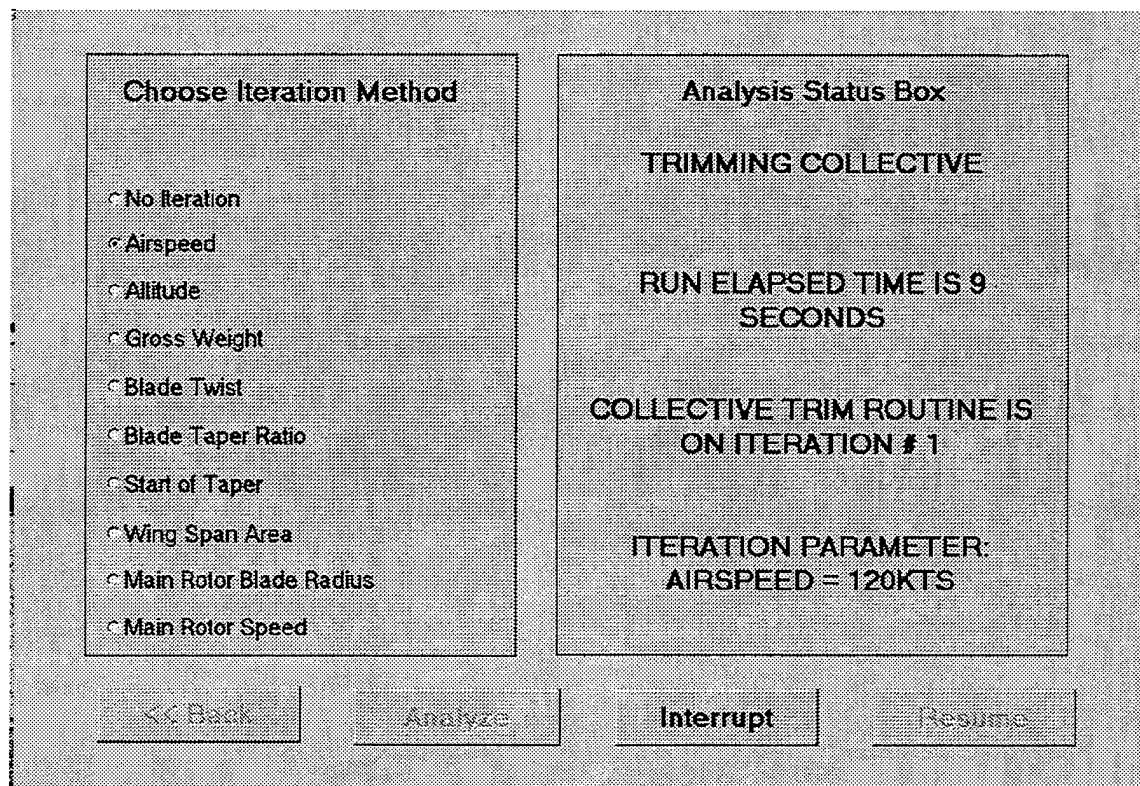 Choose Iteration Method
No Iteration
Airspeed
Altitude
Gross Weight
Blade Twist
Blade Taper Ratio
Start of Taper
Wing Span Area
Main Rotor Blade Radius
Main Rotor Speed
Analysis Status Box
TRIMMING COLLECTIVE
RUN ELAPSED TIME IS 9
SECONDS
COLLECTIVE TRIM ROUTINE IS
ON ITERATION # 1
ITERATION PARAMETER:
AIRSPEED = 120KTS
<< Back
Analyze
Interrupt
Resume